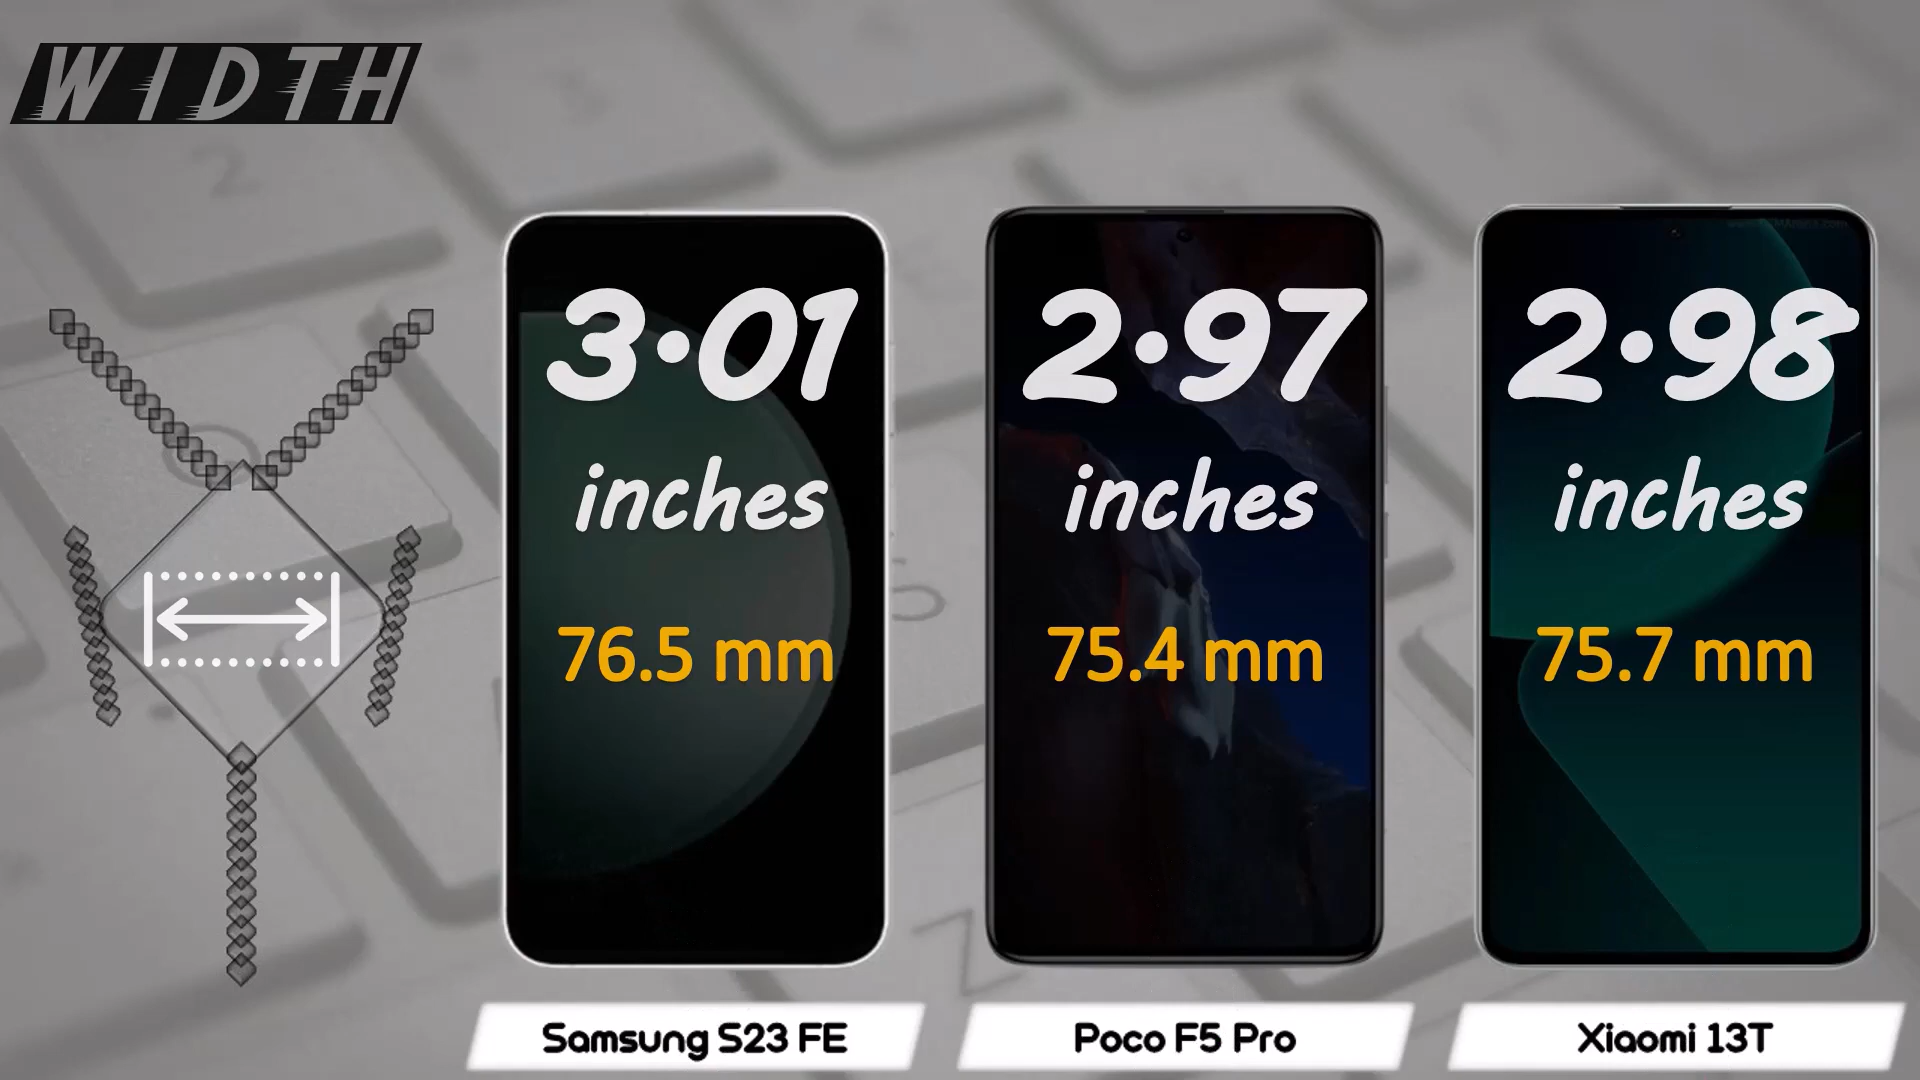 WIDTH
3.01
inches
76.5 mm
2.97
inches
75.4 mm
2.98
inches
75.7 mm
Samsung S23 FE
Poco F5 Pro
Xiaomi 13T